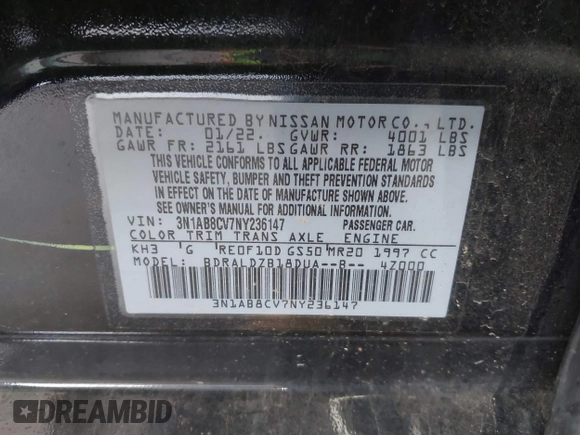 MANUFACTURED BY NISSAN MOTOR CO., LTD.
DATE: 01/22. GVWR: 4001 LBS
GAWR FR: 2161 LBS GAWR RR: 1863 LBS
THIS VEHICLE CONFORMS TO ALL APPLICABLE FEDERAL MOTOR
VEHICLE SAFETY, BUMPER AND THEFT PREVENTION STANDARDS
IN EFFECT ON THE DATE OF MANUFACTURE SHOWN ABOVE.
SEE OWNER'S MANUAL FOR ADDITIONAL INFORMATION.
VIN: 3N1AB8CV7NY236147 PASSENGER CAR.
COLOR TRIM TRANS AXLE ENGINE
KH3 'G 'RE0F10D GS50'MR20 1997 CC
MODEL: BDRALDZB18DUA--B-- 4Z000
3N1AB8CV7NY236147
DREAMBID